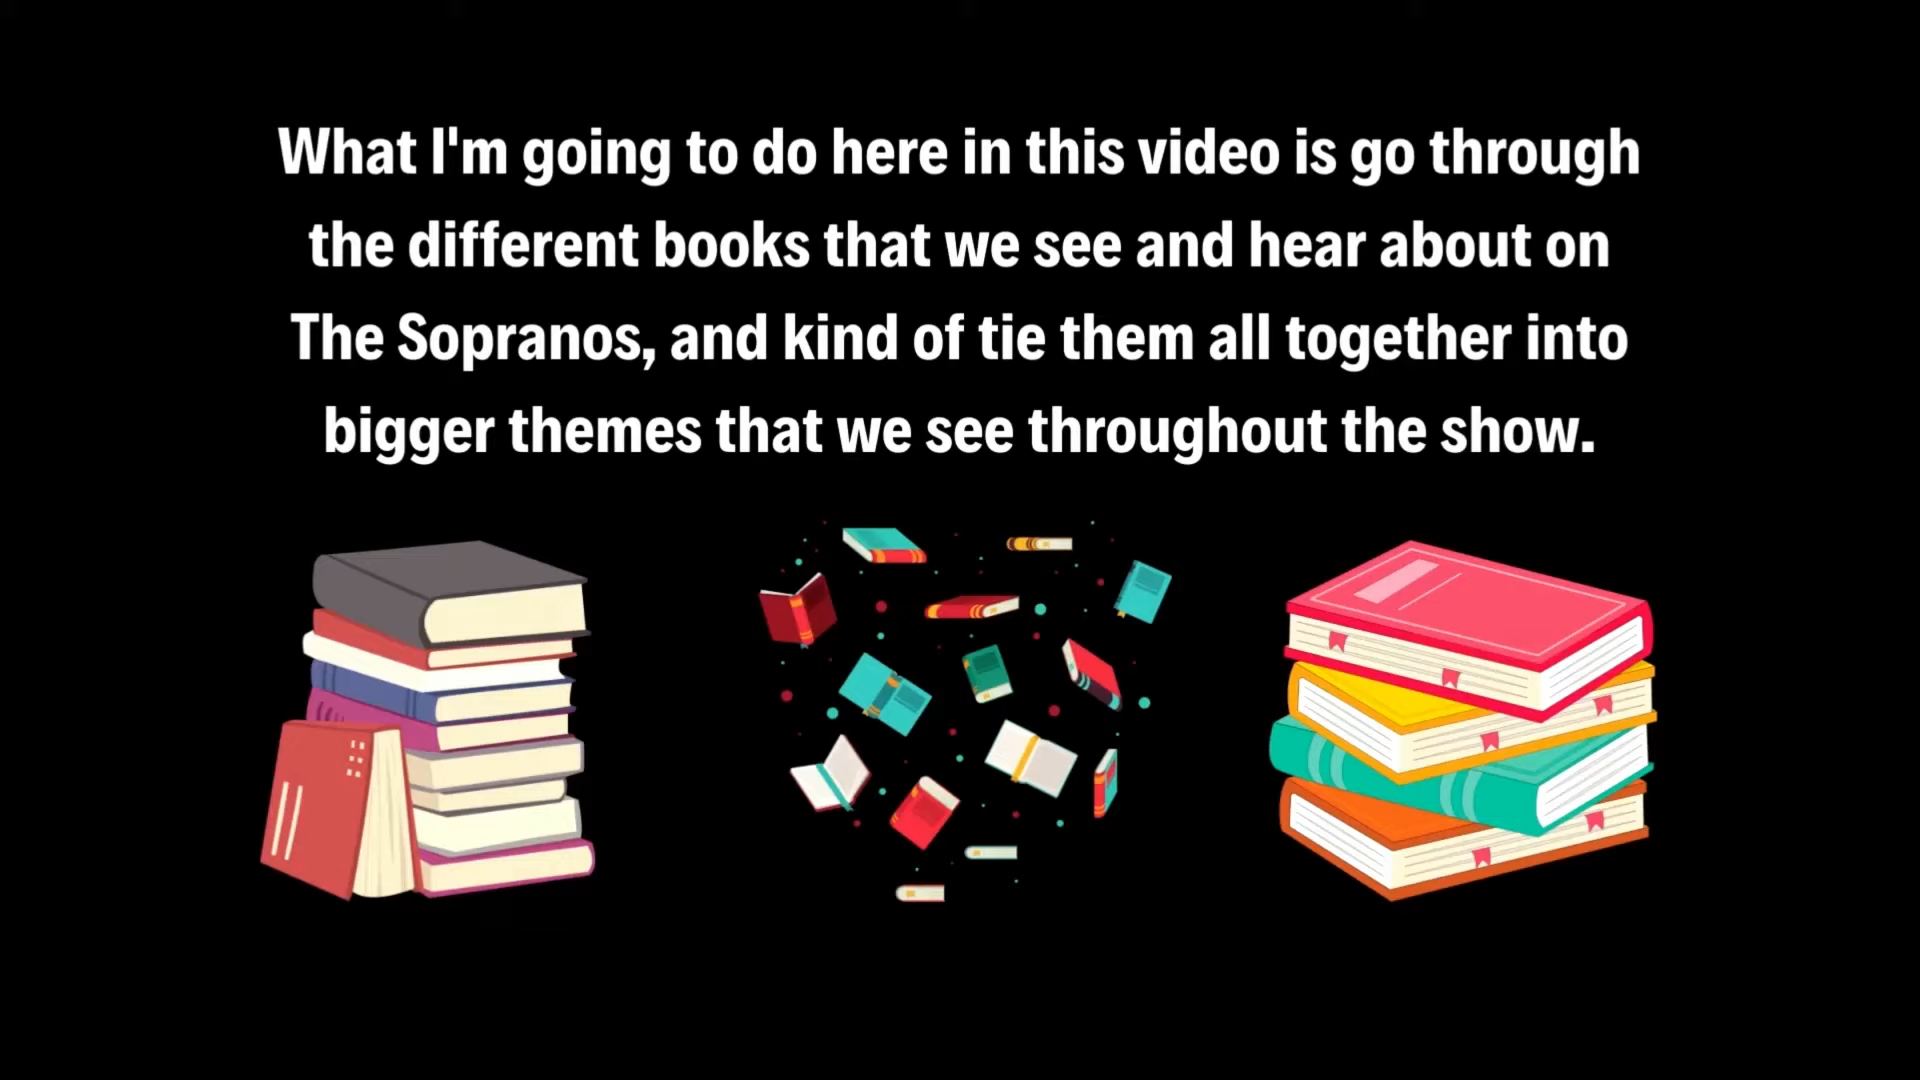 What I'm going to do here in this video is go through
the different books that we see and hear about on
The Sopranos, and kind of tie them all together into
bigger themes that we see throughout the show.